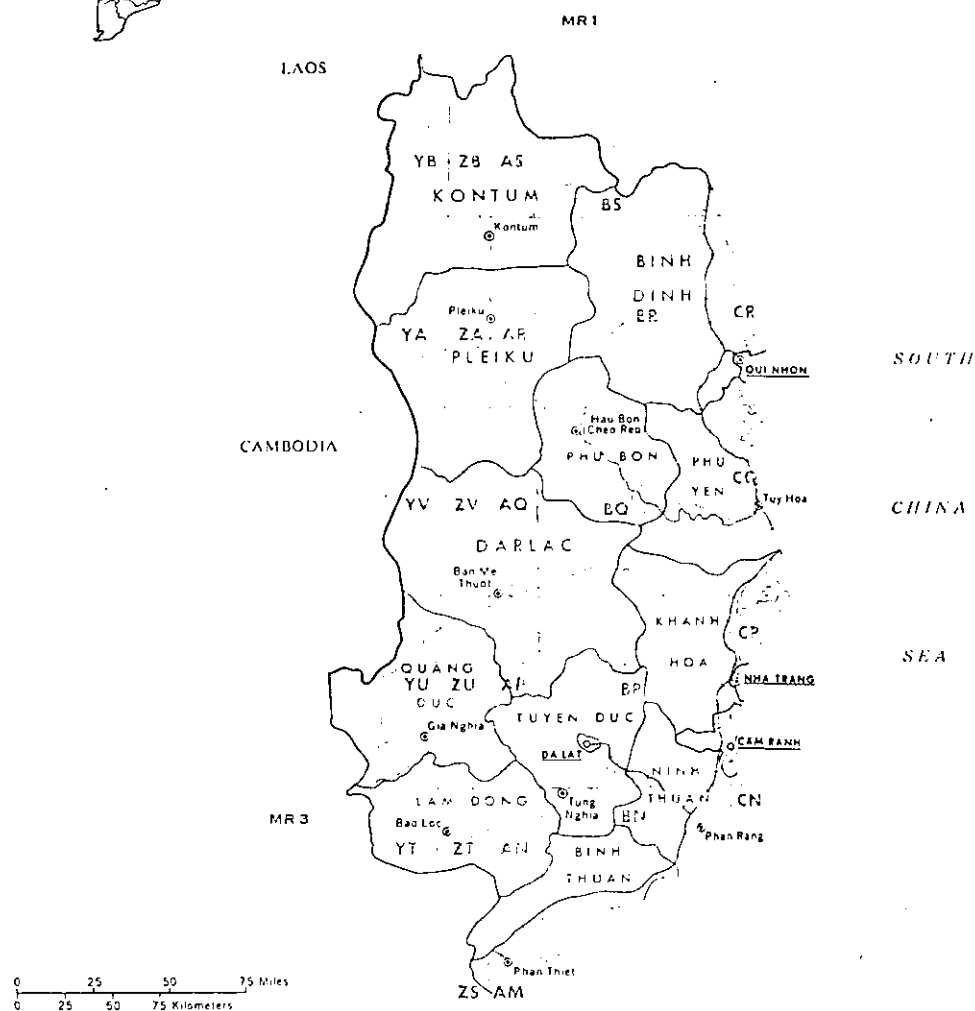 MR 1
LAOS
YB ZB AS
KONTUM
Kontum
BS
BINH
DINH
BR
CR
Pleiku
YA ZA AR
PLEIKU
QUI NHON
SOUTH
Hau Bon
Cheo Reo
PHU BON
PHU
YEN
CQ
Tuy Hoa
CAMBODIA
YV ZV AQ
BQ
CHINA
DARLAC
Ban Me
Thuot
KHANH
HOA
CP
SEA
QUANG
YU ZU
DUC
BP
NHA TRANG
TUYEN DUC
Gia Nghia
DA LAT
CAM RANH
NINH
THUAN
CN
LAM DONG
Tung
Nghia
MR 3
Bao Loc
BN
Phan Rang
YT ZT AN
BINH
THUAN
Phan Thiet
0 25 50 75 Miles
0 25 50 75 Kilometers
ZS AM